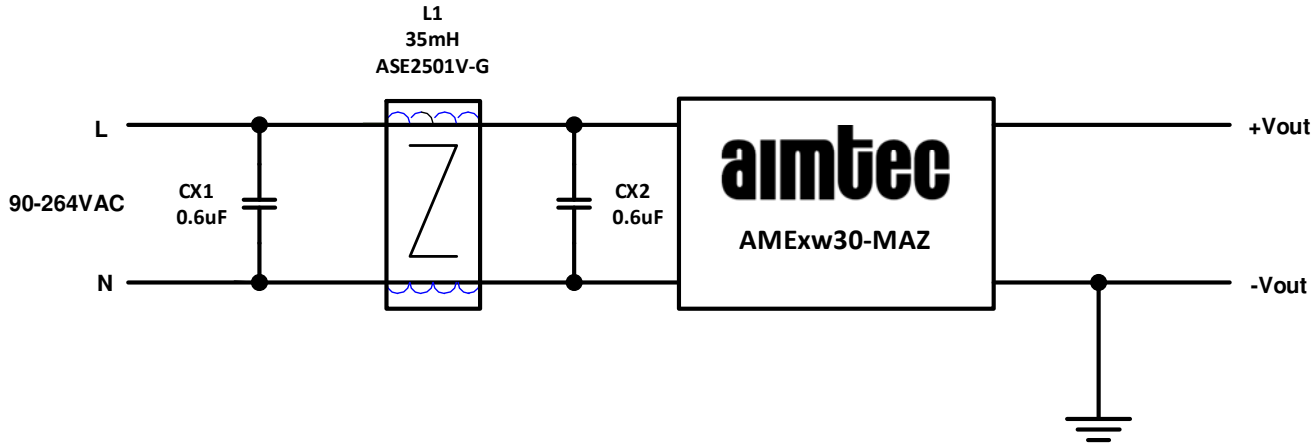 L1
35mH
ASE2501V-G
L
90-264VAC
N
CX1
0.6uF
CX2
0.6uF
aimtec
AMExw30-MAZ
+Vout
-Vout